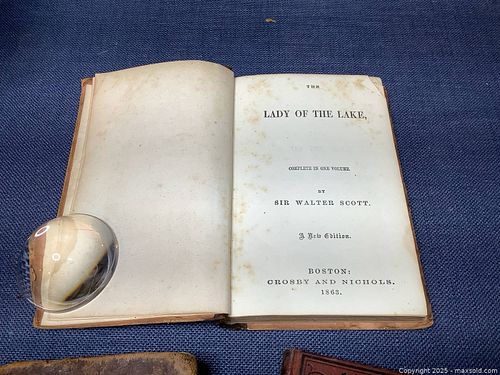 THE
LADY OF THE LAKE,
COMPLETE IN ONE VOLUME.
BY
SIR WALTER SCOTT.
A New Edition.
BOSTON:
CROSBY AND NICHOLS.
1863.
Copyright 2025 - maxsold.com